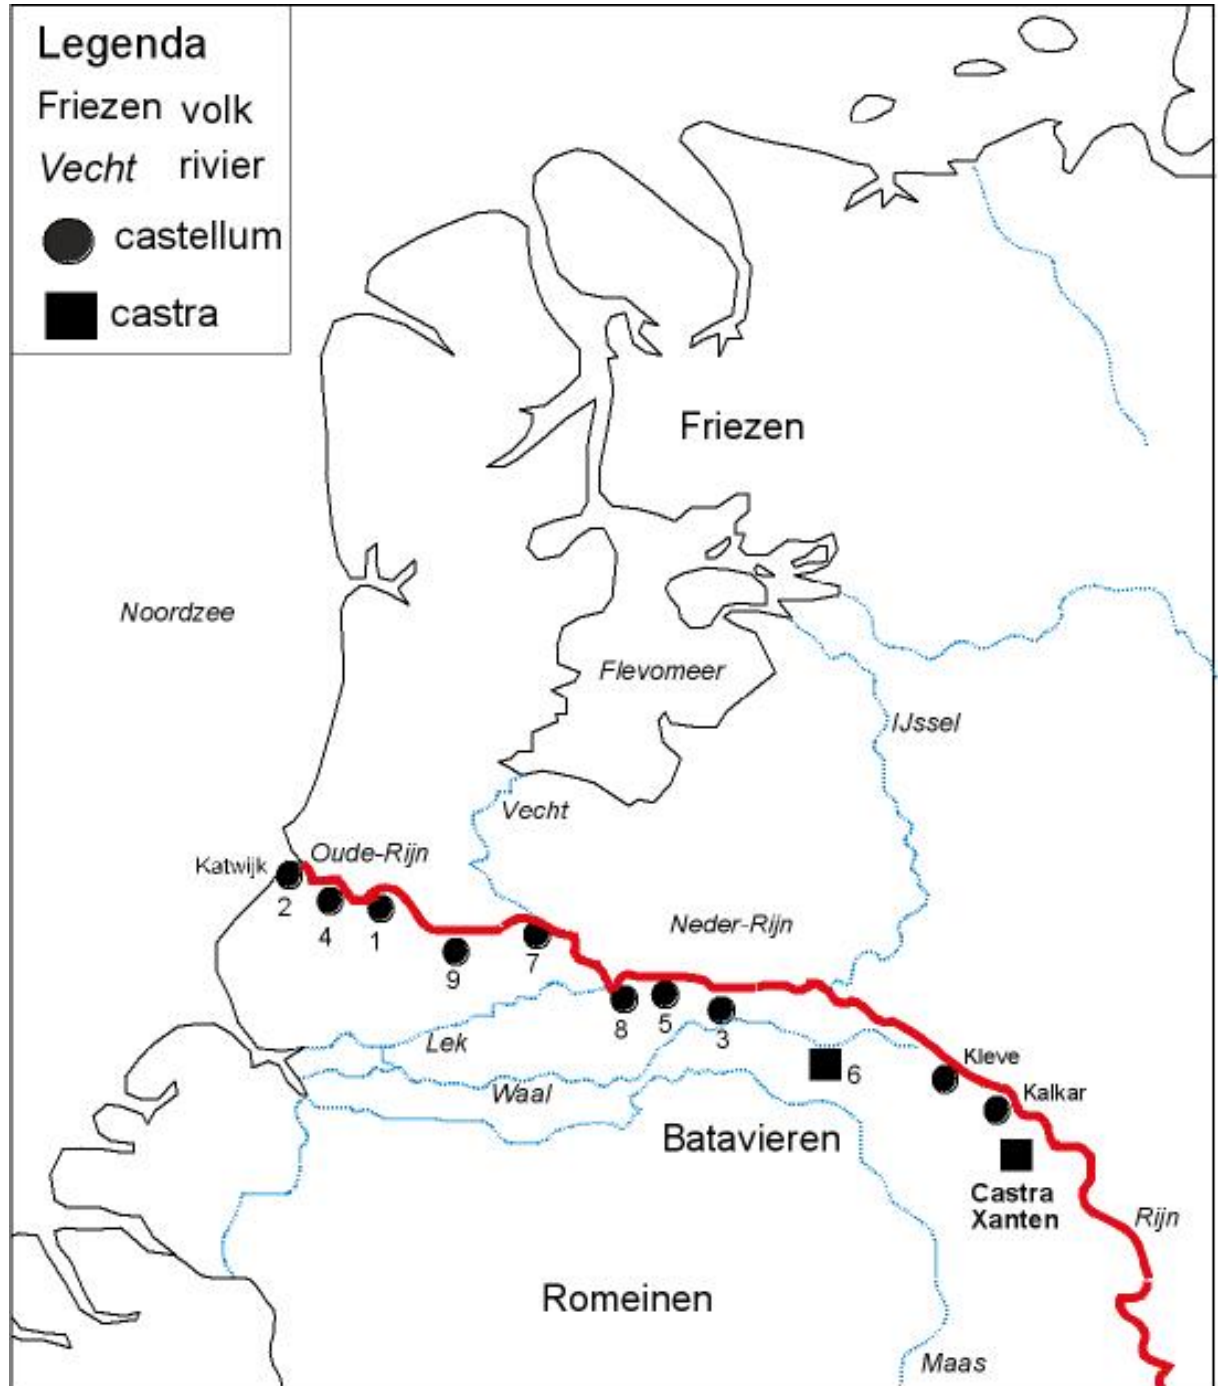 Legenda
Friezen volk
Vecht rivier
castellum
castra
Friezen
Noordzee
Flevomeer
IJssel
Vecht
Katwijk
Oude-Rijn
Neder-Rijn
2
4
1
9
7
8
5
3
6
Lek
Waal
Kleve
Kalkar
Batavieren
Castra
Xanten
Rijn
Romeinen
Maas